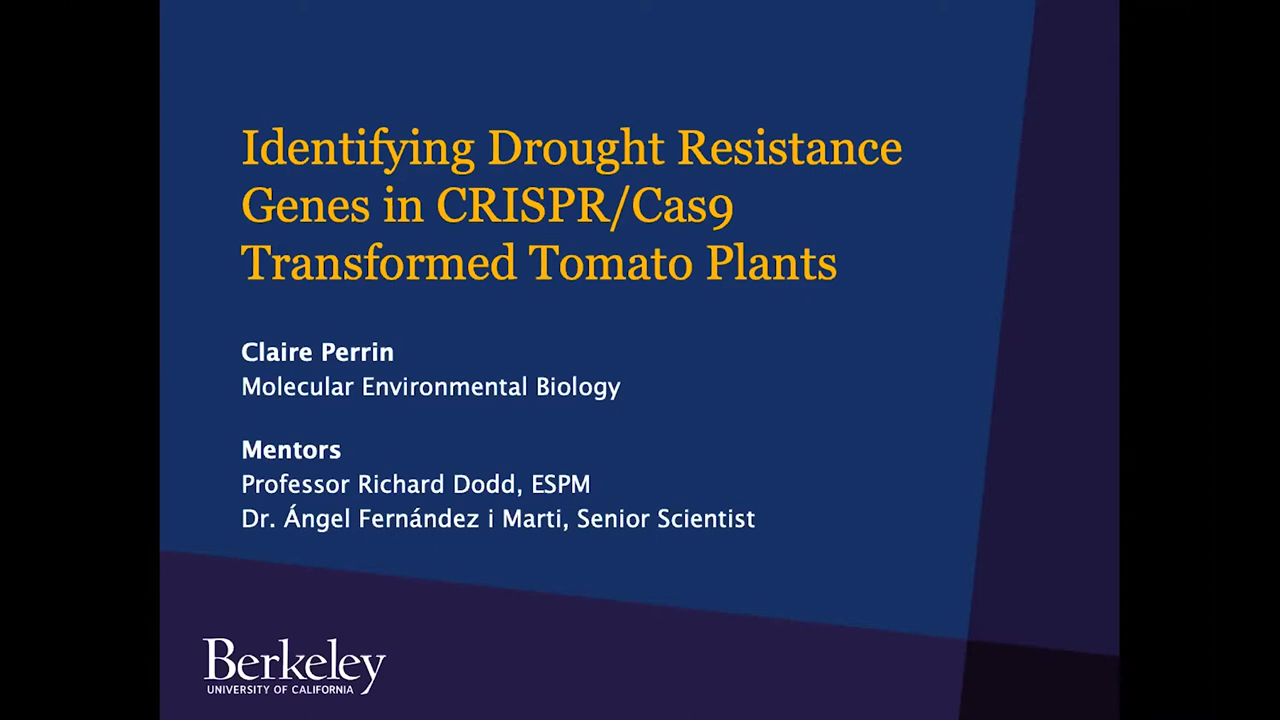 Identifying Drought Resistance
Genes in CRISPR/Cas9
Transformed Tomato Plants
Claire Perrin
Molecular Environmental Biology
Mentors
Professor Richard Dodd, ESPM
Dr. Ángel Fernández i Marti, Senior Scientist
Berkeley
UNIVERSITY OF CALIFORNIA